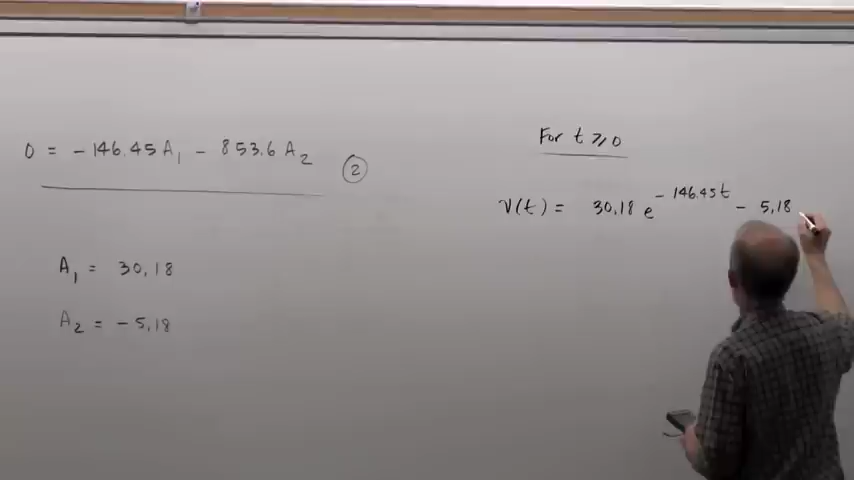 0 = - 146.45 A₁ - 853.6 A₂ ②
A₁ = 30,18
A₂ = - 5,18
For t ≥ 0
v(t) = 30,18 e^{- 146.45t} - 5,18